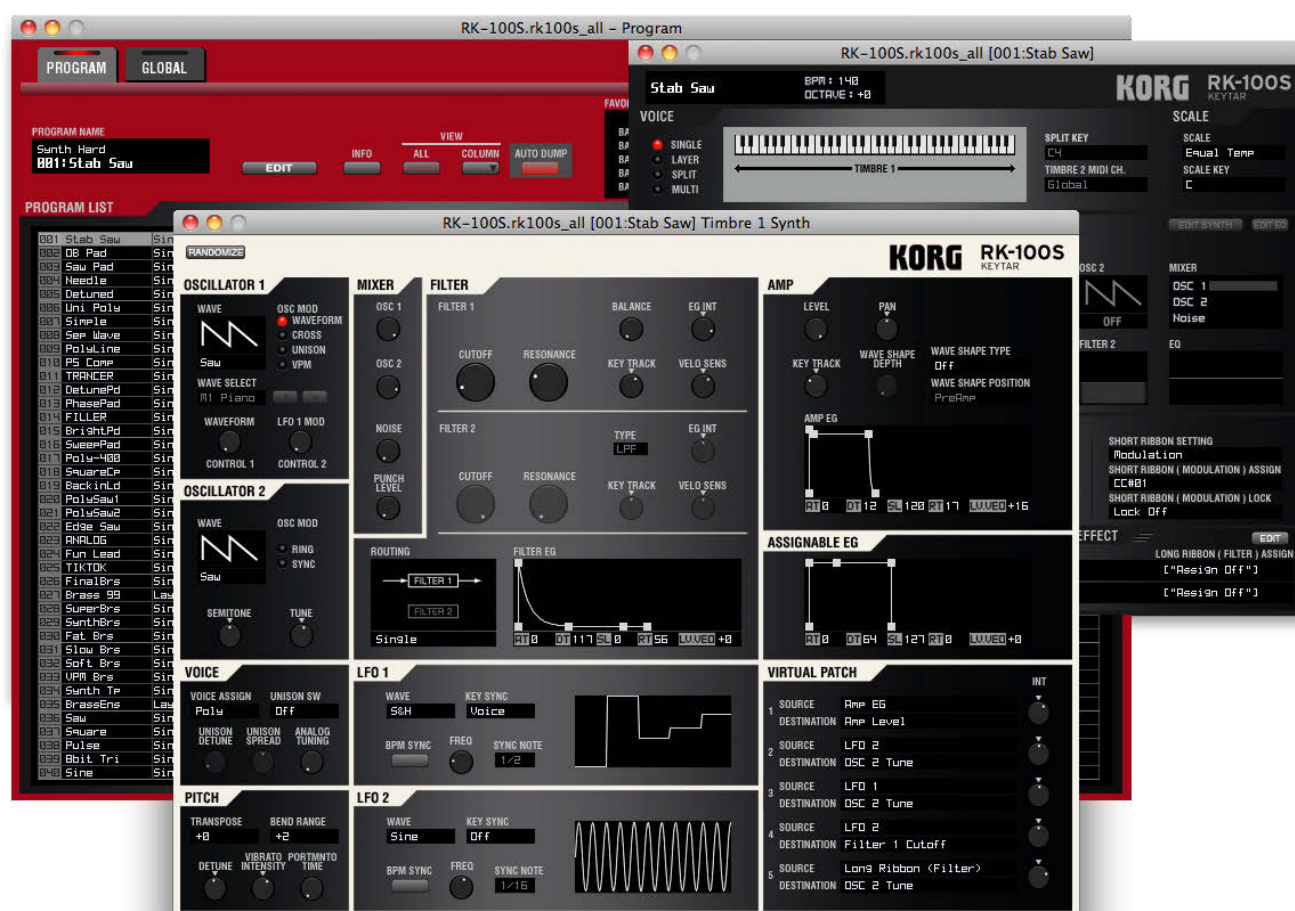 RK-100S.rk100s_all – Program
PROGRAM
GLOBAL
PROGRAM NAME
Synth Hard
001:Stab Saw
EDIT
INFO
VIEW
ALL
COLUMN
AUTO DUMP
PROGRAM LIST
001 Stab Saw
002 OB Pad
003 Saw Pad
004 Needle
005 Detuned
006 Uni Poly
007 Simple
008 Sep Wave
009 PolyLine
010 PS Comp
011 TRANCER
012 DetunePd
013 PhasePad
014 FILLER
015 BrightPd
016 SweepPad
017 Poly-400
018 SquareCp
019 BackinLd
020 PolySaw1
021 PolySaw2
022 Edge Saw
023 ANALOG
024 Fun Lead
025 TIKTOK
026 FinalBrs
027 Brass 99
028 SuperBrs
029 SynthBrs
030 Fat Brs
031 Slow Brs
032 Soft Brs
033 VPM Brs
034 Synth Tp
035 BrassEns
036 Saw
037 Square
038 Pulse
039 8bit Tri
040 Sine
RK-100S.rk100s_all [001:Stab Saw]
Stab Saw
BPM: 140
OCTAVE: +0
KORG RK-100S
KEYTAR
VOICE
SINGLE
LAYER
SPLIT
MULTI
TIMBRE 1
SPLIT KEY
C4
TIMBRE 2 MIDI CH.
Global
SCALE
SCALE
Equal Temp
SCALE KEY
C
EDIT SYNTH
EDIT EQ
OSC 2
OFF
MIXER
OSC 1
OSC 2
Noise
FILTER 2
EQ
SHORT RIBBON SETTING
Modulation
SHORT RIBBON ( MODULATION ) ASSIGN
CC#01
SHORT RIBBON ( MODULATION ) LOCK
Lock Off
EFFECT
EDIT
LONG RIBBON ( FILTER ) ASSIGN
["Assign Off"]
["Assign Off"]
RK-100S.rk100s_all [001:Stab Saw] Timbre 1 Synth
RANDOMIZE
KORG RK-100S
KEYTAR
OSCILLATOR 1
WAVE
Saw
OSC MOD
WAVEFORM
CROSS
UNISON
VPM
WAVE SELECT
M1 Piano
WAVEFORM
LFO 1 MOD
CONTROL 1
CONTROL 2
OSCILLATOR 2
WAVE
Saw
OSC MOD
RING
SYNC
SEMITONE
TUNE
MIXER
OSC 1
OSC 2
NOISE
PUNCH LEVEL
FILTER
FILTER 1
BALANCE
EG INT
CUTOFF
RESONANCE
KEY TRACK
VELO SENS
FILTER 2
TYPE
LPF
EG INT
CUTOFF
RESONANCE
KEY TRACK
VELO SENS
ROUTING
FILTER 1
FILTER 2
Single
FILTER EG
AT 0 DT 117 SL 0 RT 56 LV.VEO +0
AMP
LEVEL
PAN
KEY TRACK
WAVE SHAPE DEPTH
WAVE SHAPE TYPE
Off
WAVE SHAPE POSITION
PreAmp
AMP EG
AT 0 DT 12 SL 120 RT 17 LV.VEO +16
ASSIGNABLE EG
AT 0 DT 64 SL 127 RT 0 LV.VEO +0
VOICE
VOICE ASSIGN
Poly
UNISON SW
Off
UNISON DETUNE
UNISON SPREAD
ANALOG TUNING
PITCH
TRANSPOSE
+0
BEND RANGE
+2
DETUNE
VIBRATO INTENSITY
PORTMNTO TIME
LFO 1
WAVE
S&H
KEY SYNC
Voice
BPM SYNC
FREQ
SYNC NOTE
1/2
LFO 2
WAVE
Sine
KEY SYNC
Off
BPM SYNC
FREQ
SYNC NOTE
1/16
VIRTUAL PATCH
INT
1 SOURCE Amp EG
DESTINATION Amp Level
2 SOURCE LFO 2
DESTINATION OSC 2 Tune
3 SOURCE LFO 1
DESTINATION OSC 2 Tune
4 SOURCE LFO 2
DESTINATION Filter 1 Cutoff
5 SOURCE Long Ribbon (Filter)
DESTINATION OSC 2 Tune